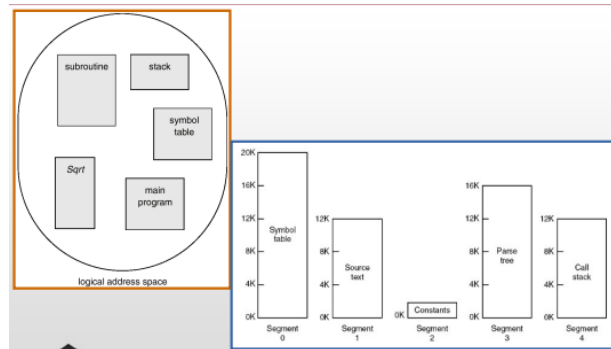 subroutine
stack
symbol
table
Sqrt
main
program
logical address space
20K
16K
12K
8K
4K
0K
Symbol
table
Segment
0
12K
8K
4K
0K
Source
text
Segment
1
0K
Constants
Segment
2
16K
12K
8K
4K
0K
Parse
tree
Segment
3
12K
8K
4K
0K
Call
stack
Segment
4